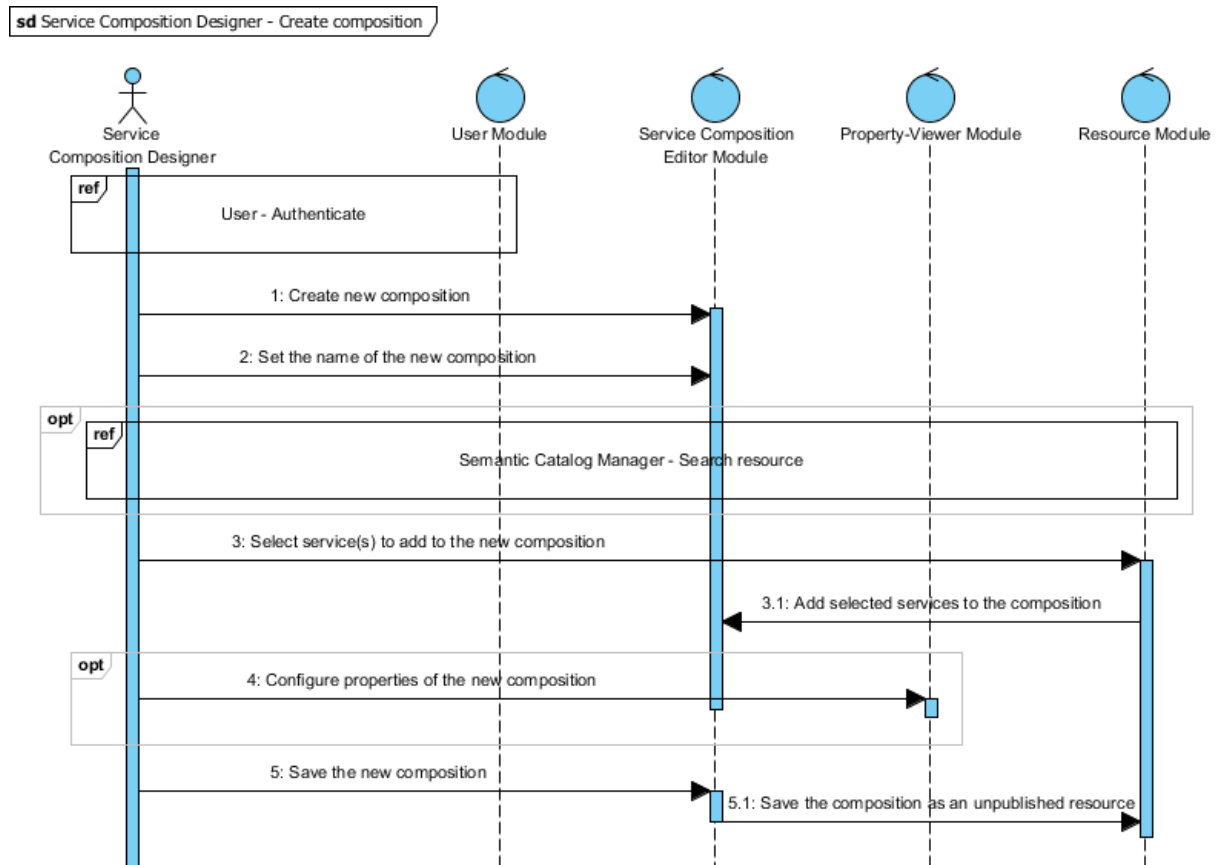 sd Service Composition Designer - Create composition
Service
Composition Designer
User Module
Service Composition
Editor Module
Property-Viewer Module
Resource Module
ref
User - Authenticate
1: Create new composition
2: Set the name of the new composition
opt
ref
Semantic Catalog Manager - Search resource
3: Select service(s) to add to the new composition
3.1: Add selected services to the composition
opt
4: Configure properties of the new composition
5: Save the new composition
5.1: Save the composition as an unpublished resource